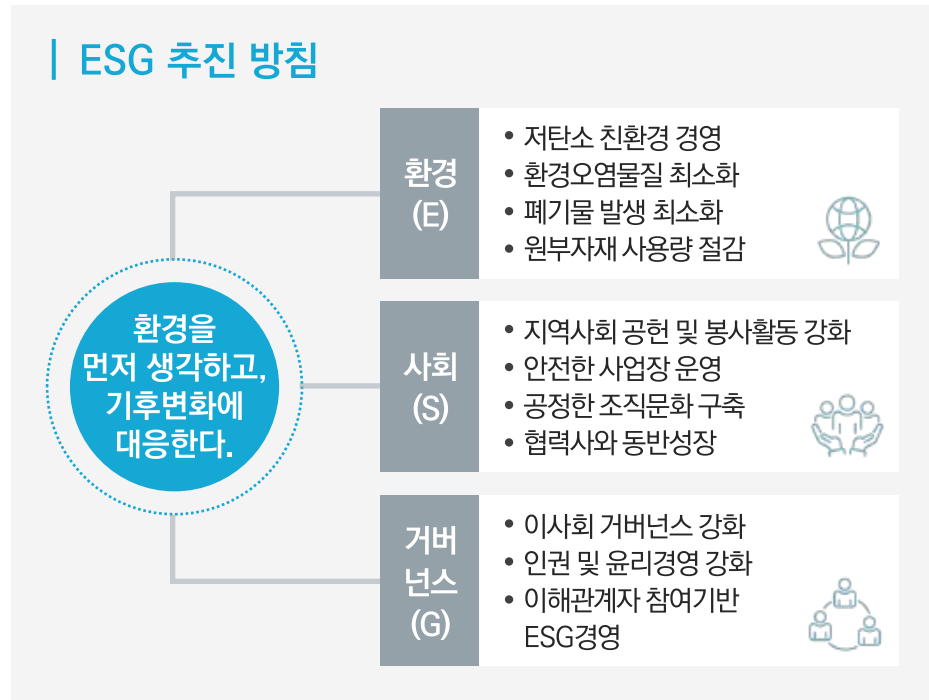 ESG 추진 방침
환경을
먼저 생각하고,
기후변화에
대응한다.
환경
(E)
• 저탄소 친환경 경영
• 환경오염물질 최소화
• 폐기물 발생 최소화
• 원부자재 사용량 절감
사회
(S)
• 지역사회 공헌 및 봉사활동 강화
• 안전한 사업장 운영
• 공정한 조직문화 구축
• 협력사와 동반성장
거버
넌스
(G)
• 이사회 거버넌스 강화
• 인권 및 윤리경영 강화
• 이해관계자 참여기반
ESG경영